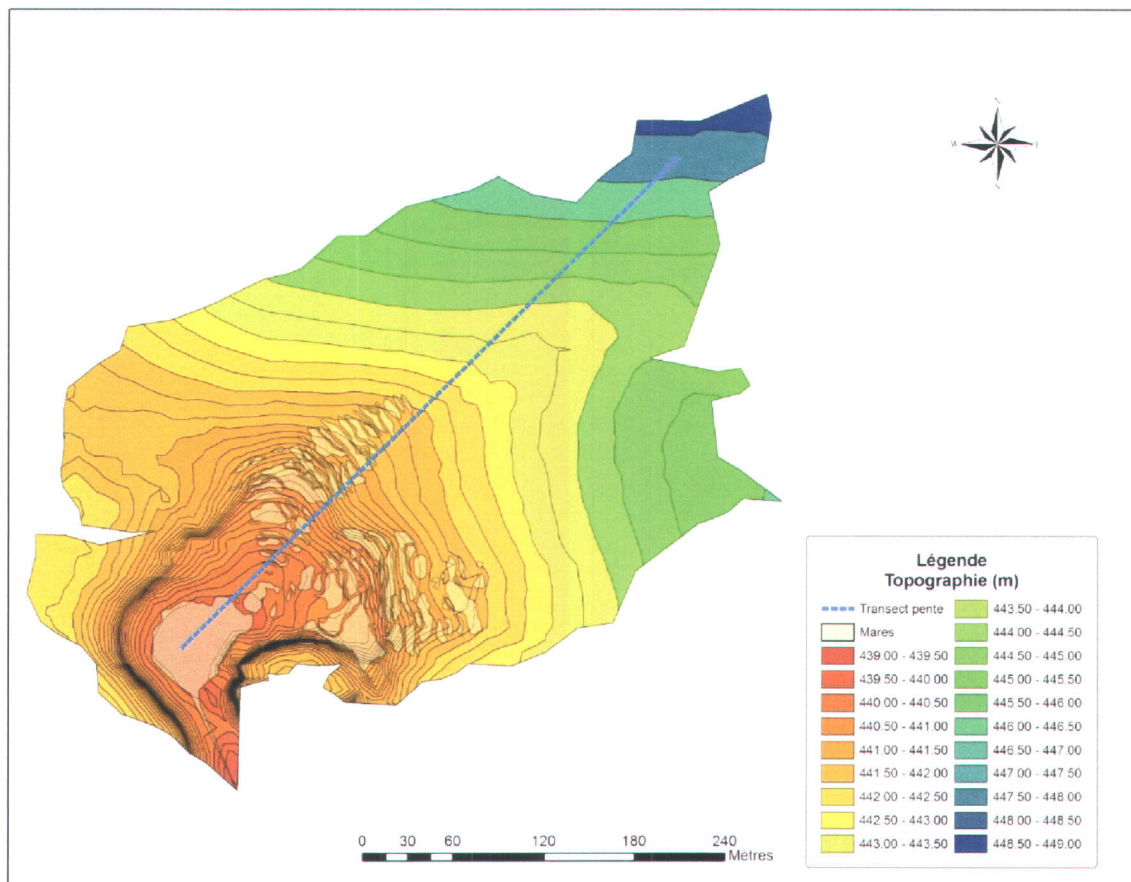 N
W
Légende
Topographie (m)
Transect pente
Mares
439.00 - 439.50
439.50 - 440.00
440.00 - 440.50
440.50 - 441.00
441.00 - 441.50
441.50 - 442.00
442.00 - 442.50
442.50 - 443.00
443.00 - 443.50
443.50 - 444.00
444.00 - 444.50
444.50 - 445.00
445.00 - 445.50
445.50 - 446.00
446.00 - 446.50
446.50 - 447.00
447.00 - 447.50
447.50 - 448.00
448.00 - 448.50
448.50 - 449.00
0 30 60 120 180 240
Mètres